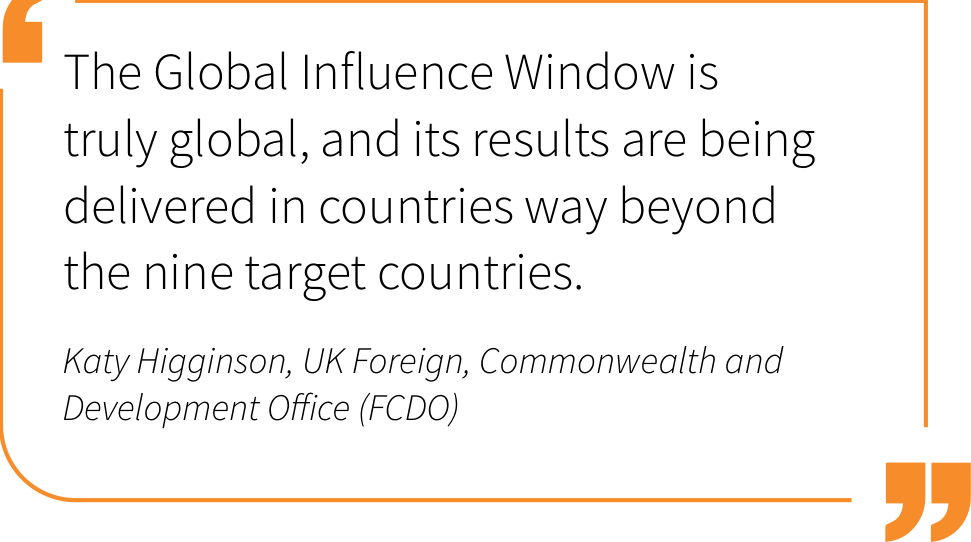 The Global Influence Window is
truly global, and its results are being
delivered in countries way beyond
the nine target countries.
Katy Higginson, UK Foreign, Commonwealth and
Development Office (FCDO)